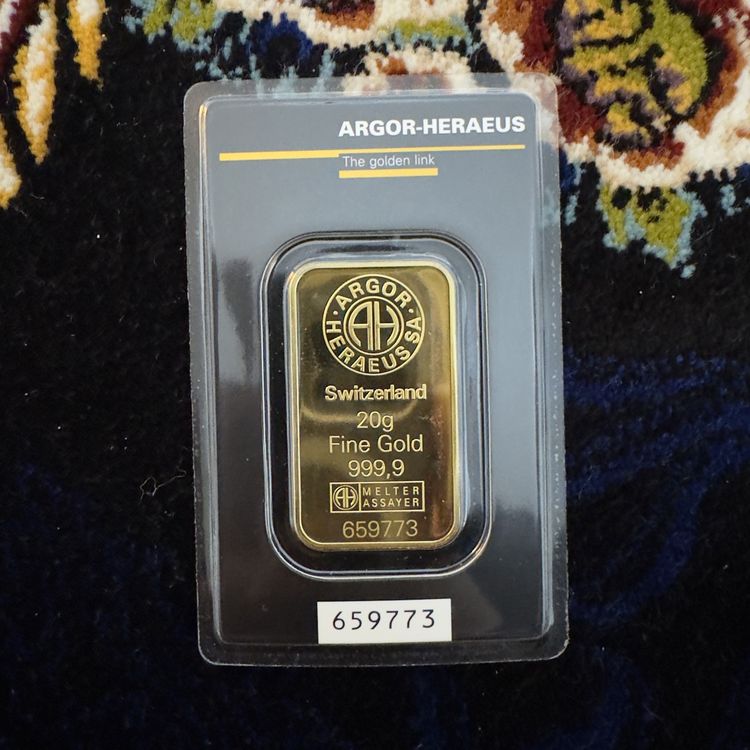 ARGOR-HERAEUS
The golden link
ARGOR
HERAEUS SA
AH
Switzerland
20g
Fine Gold
999,9
AH MELTER
ASSAYER
659773
659773